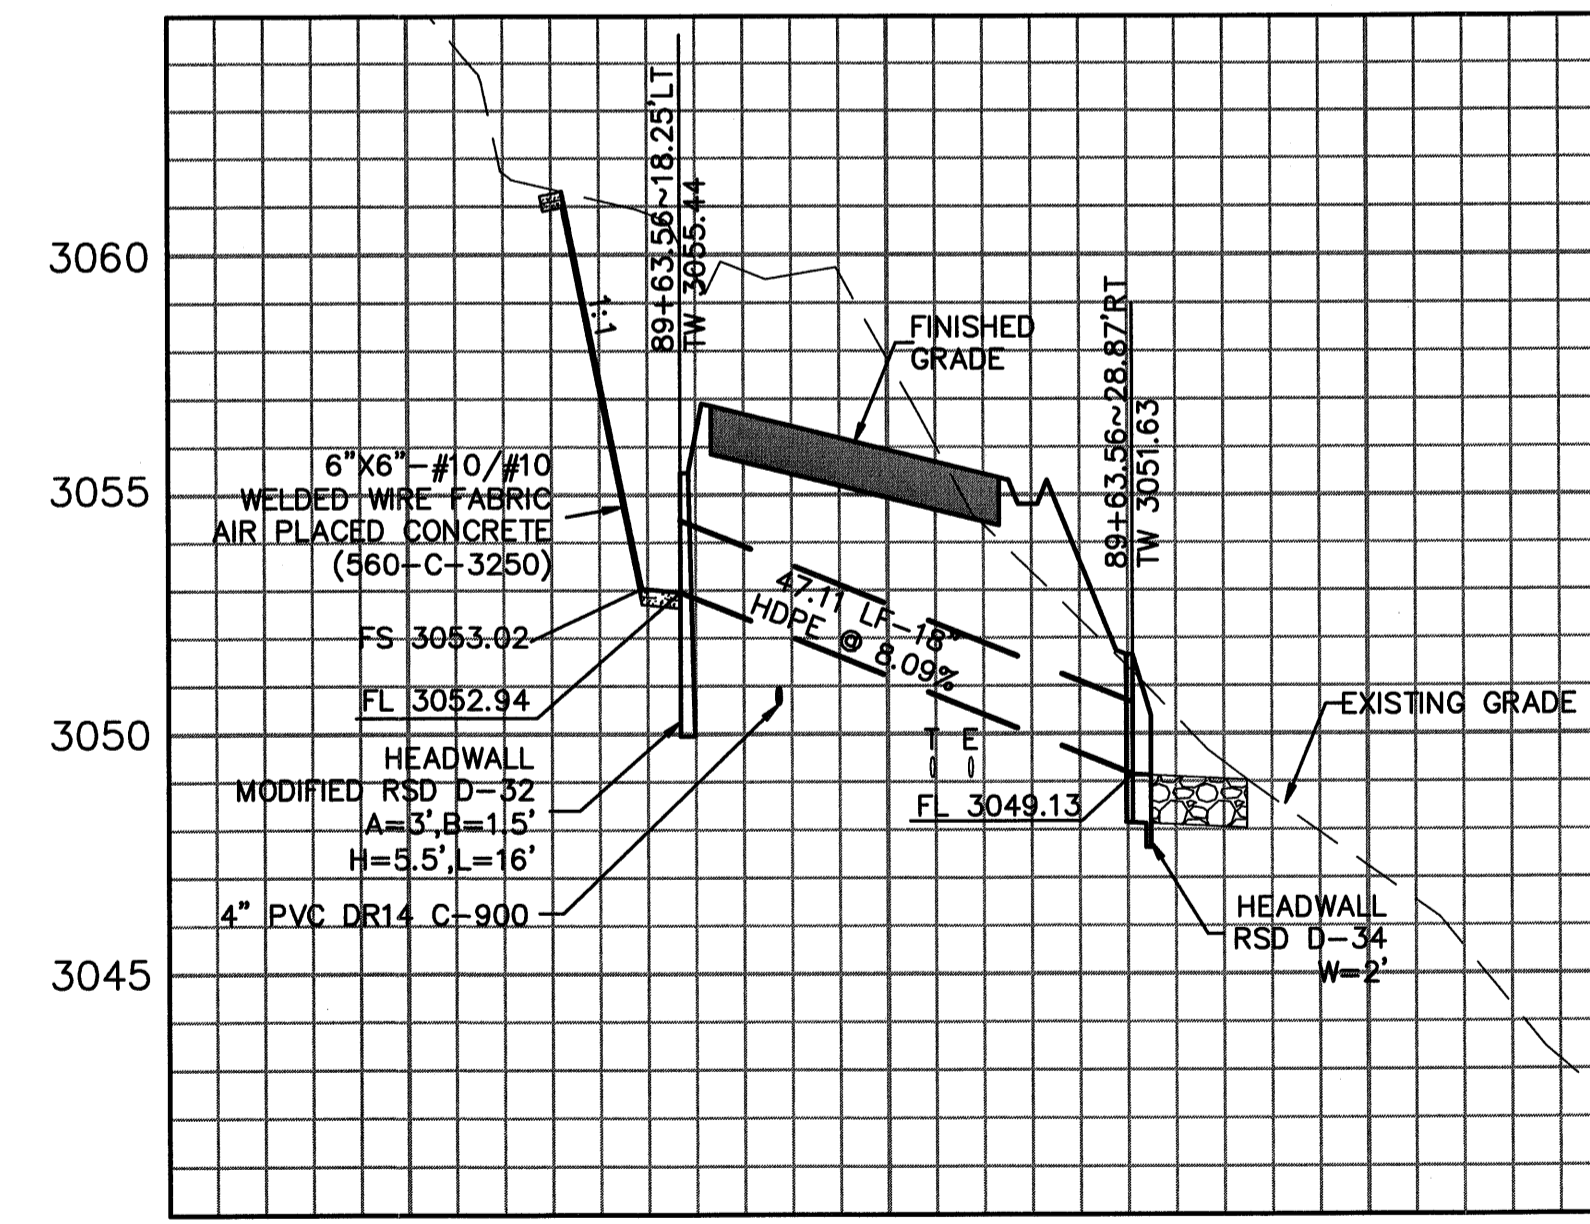 89+63.56~18.25'LT
TW 3055.44
3060
1:1
FINISHED
GRADE
89+63.56~28.87'RT
TW 3051.63
6"X6"-#10/#10
WELDED WIRE FABRIC
AIR PLACED CONCRETE
(560-C-3250)
3055
47.11 LF-18"
HDPE @ 8.09%
FS 3053.02
FL 3052.94
EXISTING GRADE
3050
T E
HEADWALL
MODIFIED RSD D-32
A=3',B=1.5'
H=5.5',L=16'
FL 3049.13
4" PVC DR14 C-900
HEADWALL
RSD D-34
W=2'
3045